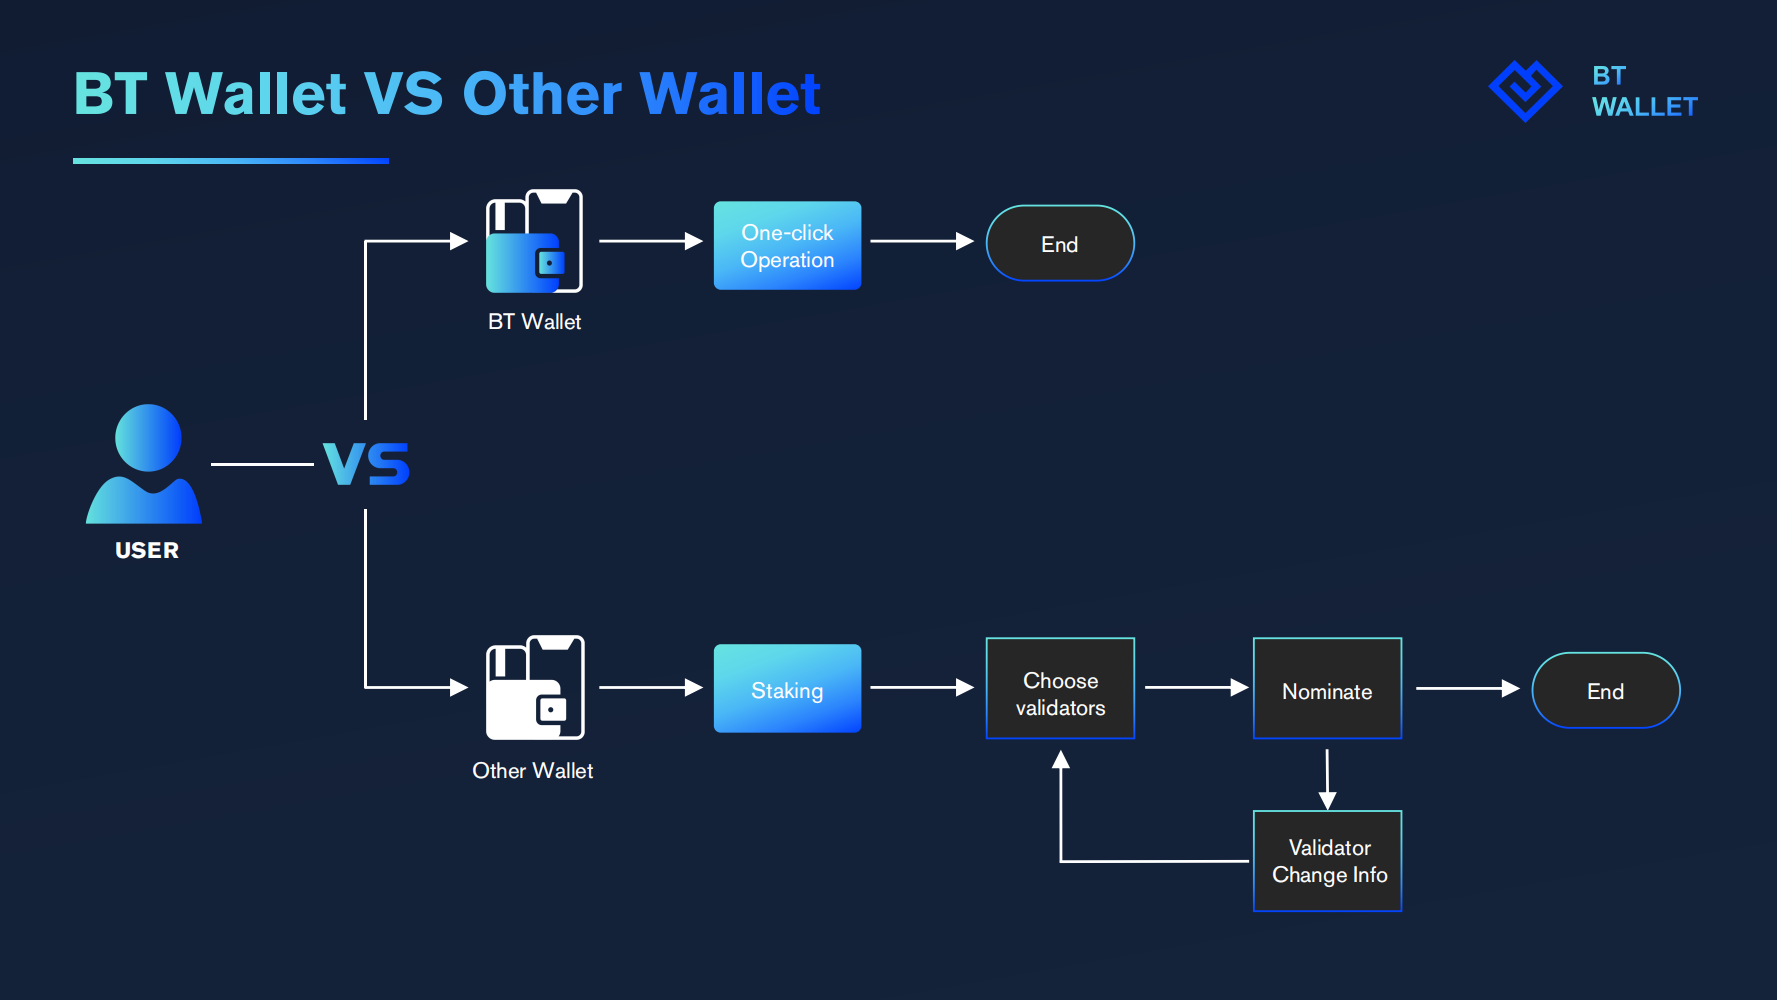 BT Wallet VS Other Wallet
BT
WALLET
One-click
Operation
End
BT Wallet
VS
USER
Staking
Choose
validators
Nominate
End
Other Wallet
Validator
Change Info